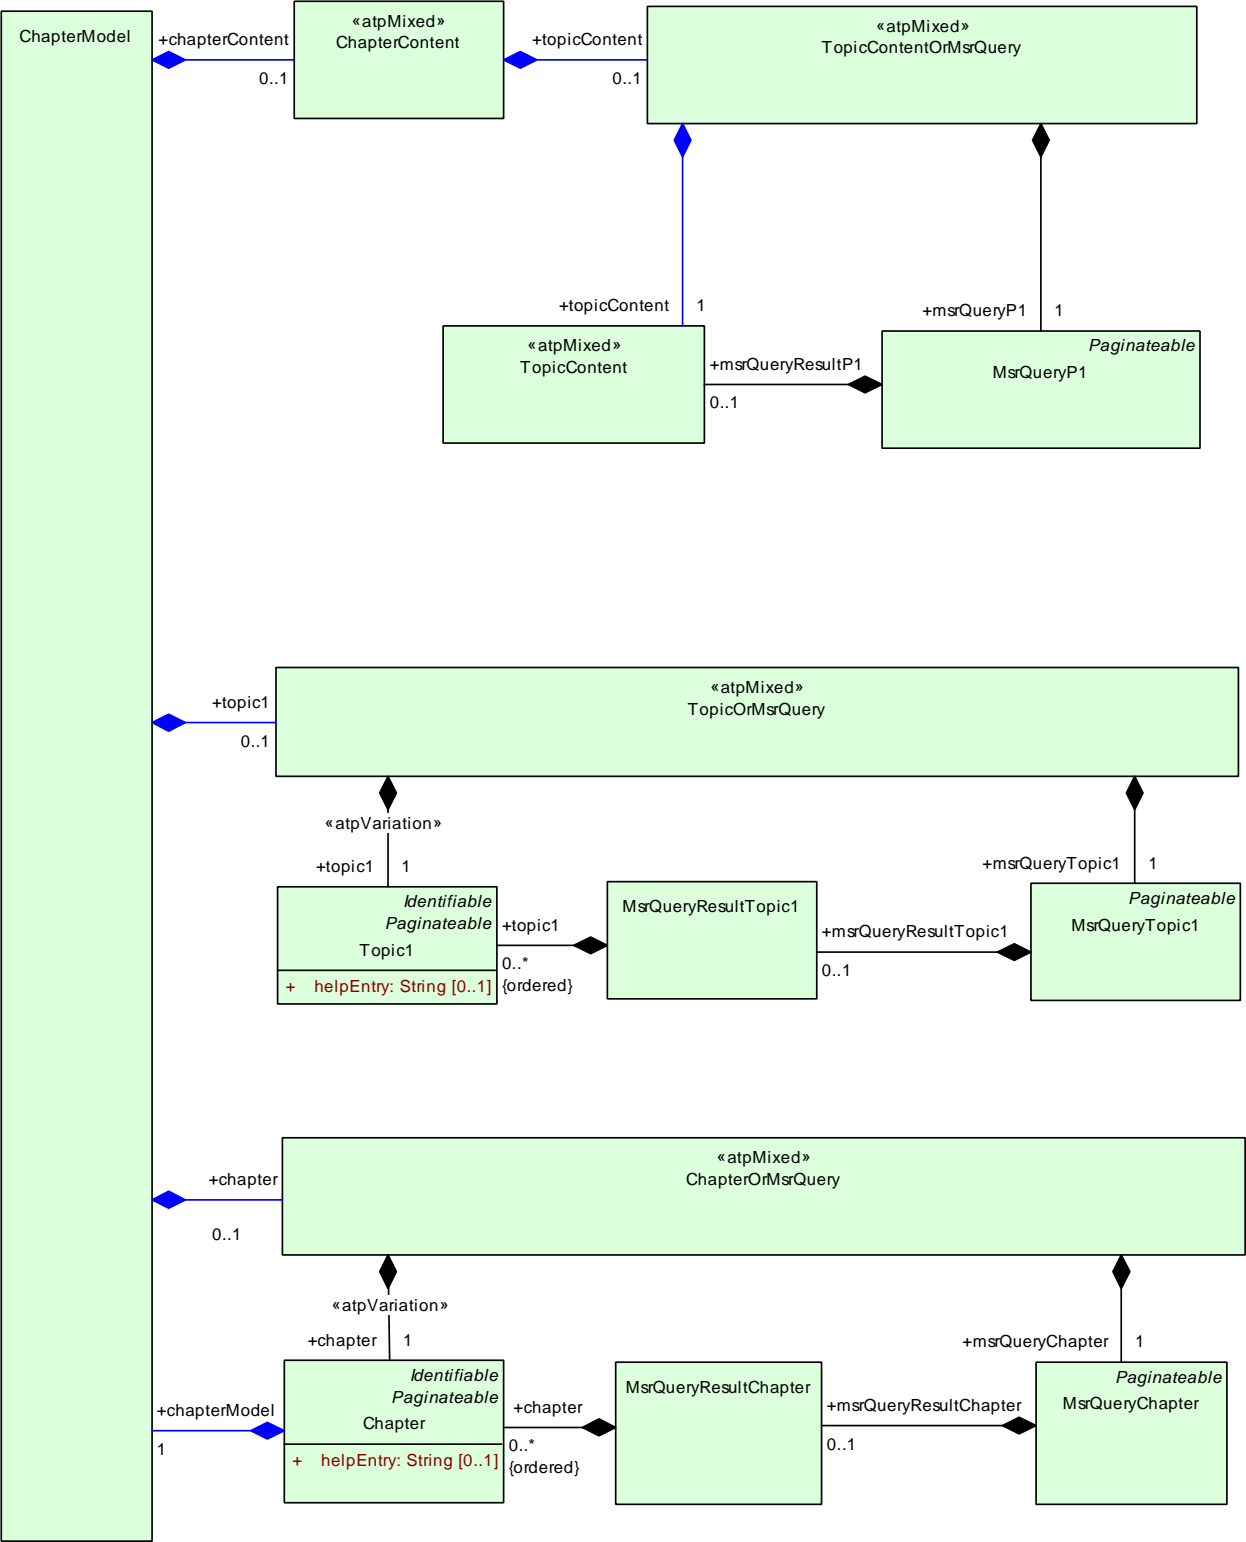 ChapterModel
+chapterContent
0..1
«atpMixed»
ChapterContent
+topicContent
0..1
«atpMixed»
TopicContentOrMsrQuery
+topicContent
1
+msrQueryP1
1
«atpMixed»
TopicContent
+msrQueryResultP1
0..1
Paginateable
MsrQueryP1
+topic1
0..1
«atpMixed»
TopicOrMsrQuery
«atpVariation»
+topic1
1
+msrQueryTopic1
1
Identifiable
Paginateable
Topic1
+ helpEntry: String [0..1]
+topic1
0..*
{ordered}
MsrQueryResultTopic1
+msrQueryResultTopic1
0..1
Paginateable
MsrQueryTopic1
+chapter
0..1
«atpMixed»
ChapterOrMsrQuery
«atpVariation»
+chapter
1
+msrQueryChapter
1
+chapterModel
1
Identifiable
Paginateable
Chapter
+ helpEntry: String [0..1]
+chapter
0..*
{ordered}
MsrQueryResultChapter
+msrQueryResultChapter
0..1
Paginateable
MsrQueryChapter